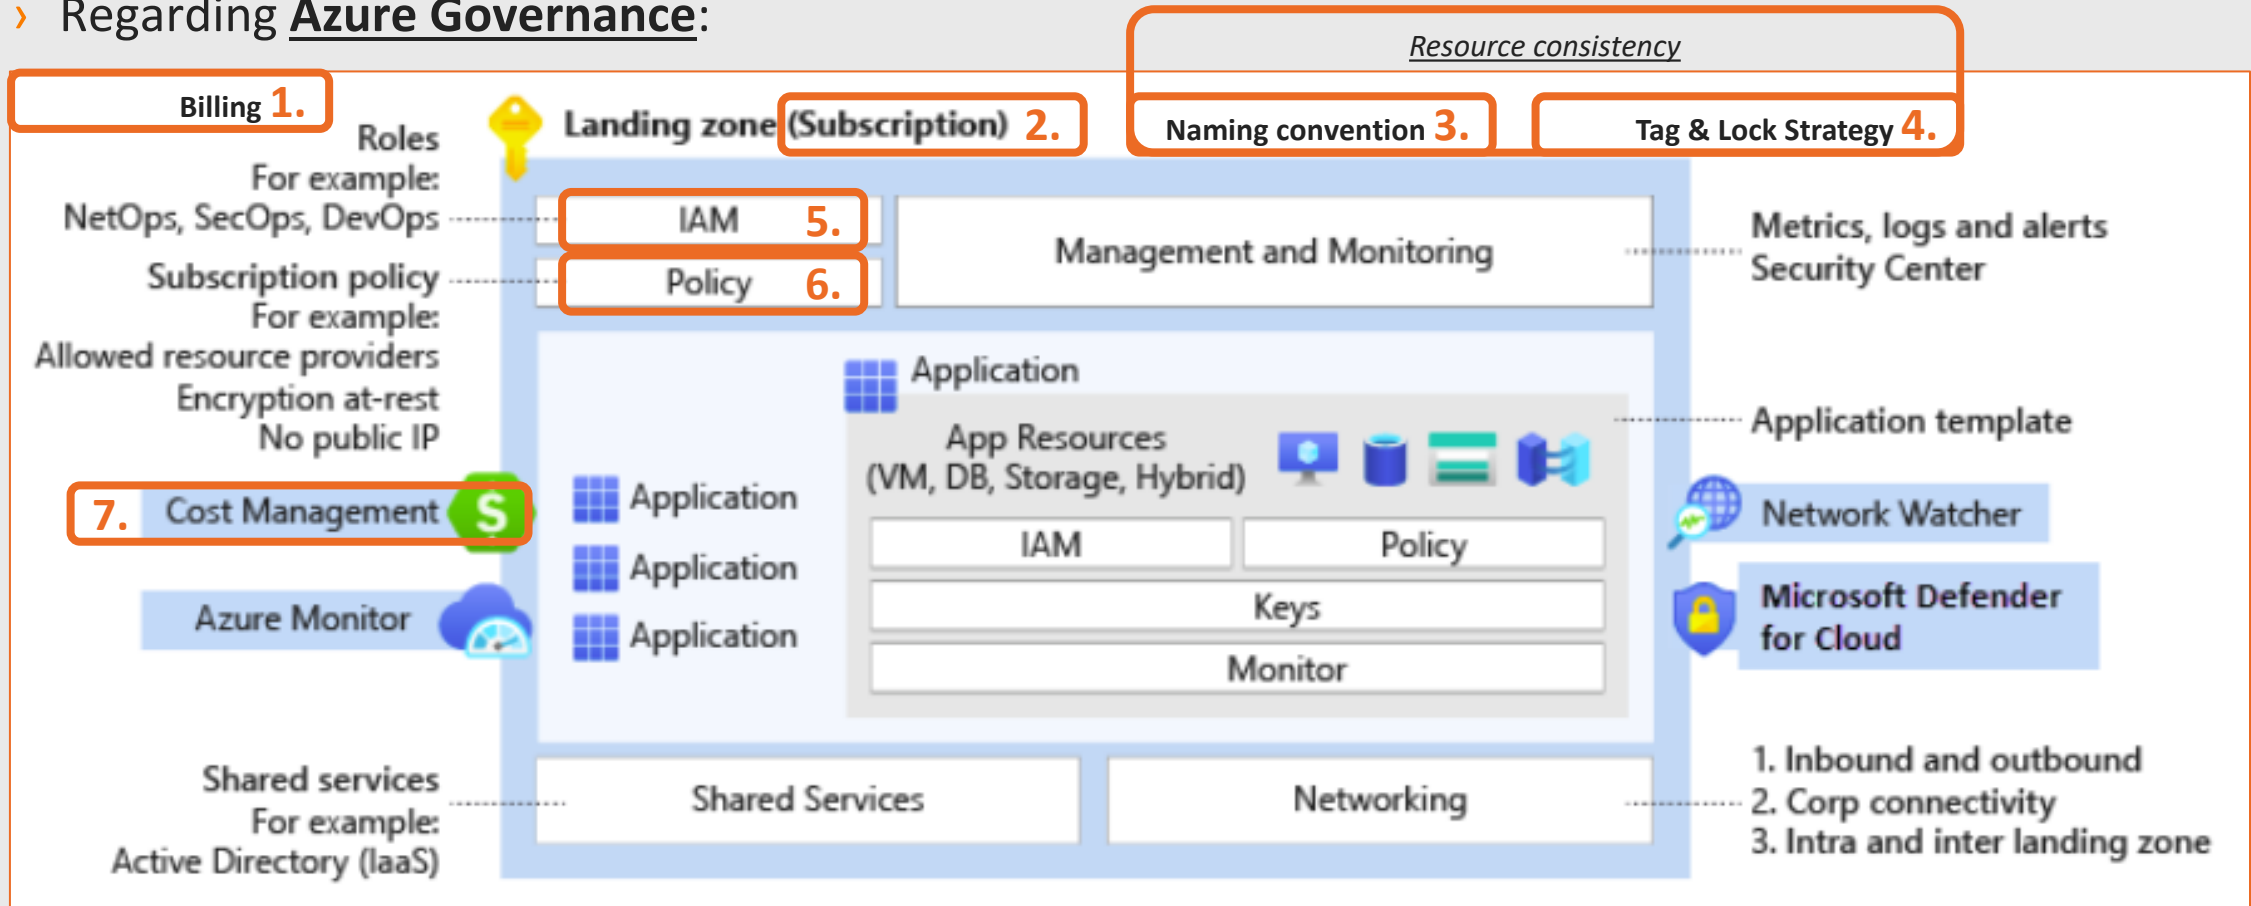 › Regarding Azure Governance:
Resource consistency
Billing 1.
Landing zone (Subscription) 2.
Naming convention 3.
Tag & Lock Strategy 4.
Roles
For example:
NetOps, SecOps, DevOps
IAM 5.
Subscription policy
For example:
Allowed resource providers
Encryption at-rest
No public IP
Policy 6.
Management and Monitoring
Metrics, logs and alerts
Security Center
Application
App Resources
(VM, DB, Storage, Hybrid)
Application template
7. Cost Management
$
Application
IAM
Policy
Network Watcher
Application
Keys
Azure Monitor
Application
Monitor
Microsoft Defender
for Cloud
Shared services
For example:
Active Directory (IaaS)
Shared Services
Networking
1. Inbound and outbound
2. Corp connectivity
3. Intra and inter landing zone